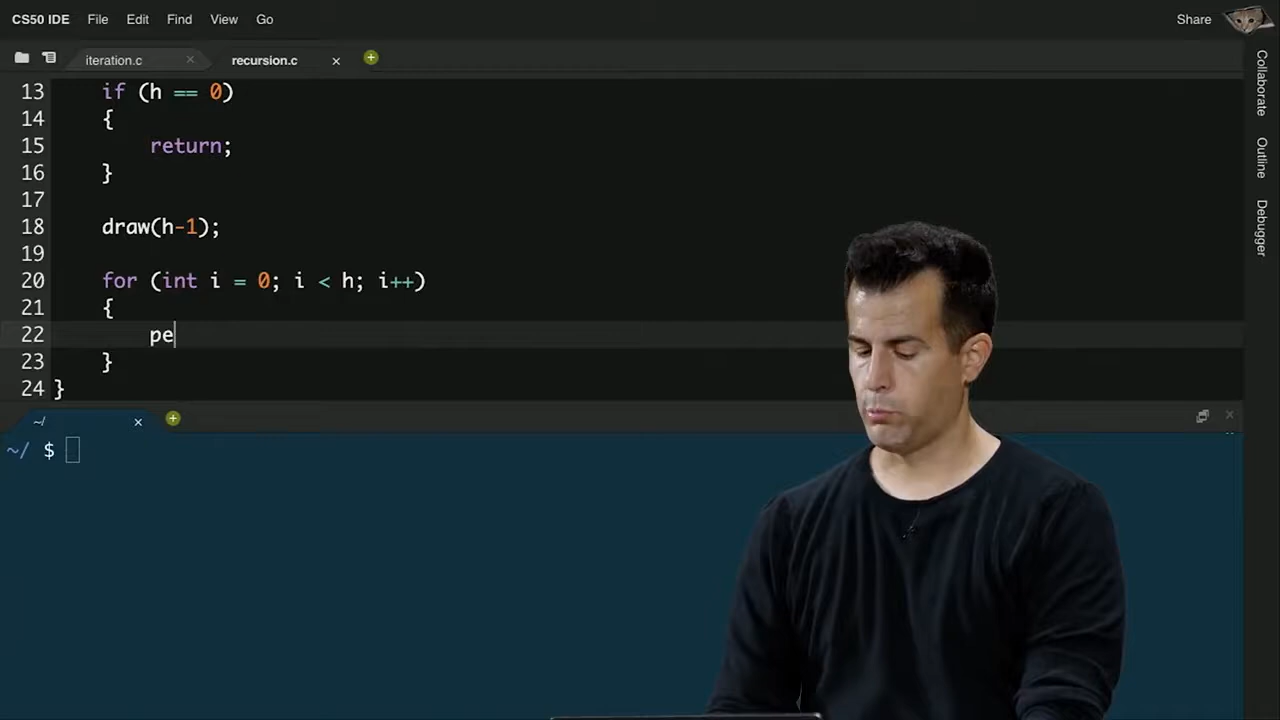 CS50 IDE File Edit Find View Go Share
iteration.c × recursion.c ×
13 if (h == 0)
14 {
15 return;
16 }
17
18 draw(h-1);
19
20 for (int i = 0; i < h; i++)
21 {
22 pe
23 }
24 }
~/ ×
~/ $
Collaborate
Outline
Debugger